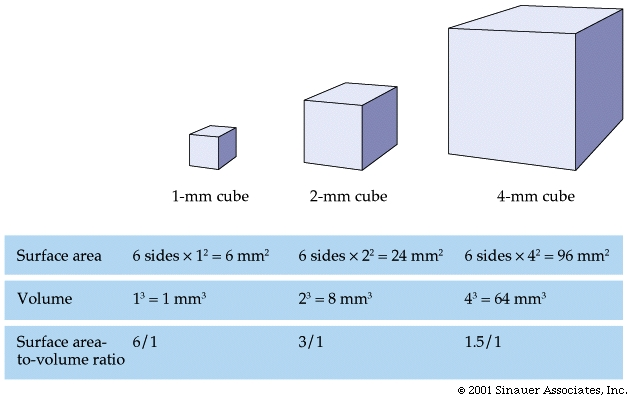 1-mm cube 2-mm cube 4-mm cube
Surface area 6 sides × 1² = 6 mm² 6 sides × 2² = 24 mm² 6 sides × 4² = 96 mm²
Volume 1³ = 1 mm³ 2³ = 8 mm³ 4³ = 64 mm³
Surface area- 6/1 3/1 1.5/1
to-volume ratio
© 2001 Sinauer Associates, Inc.